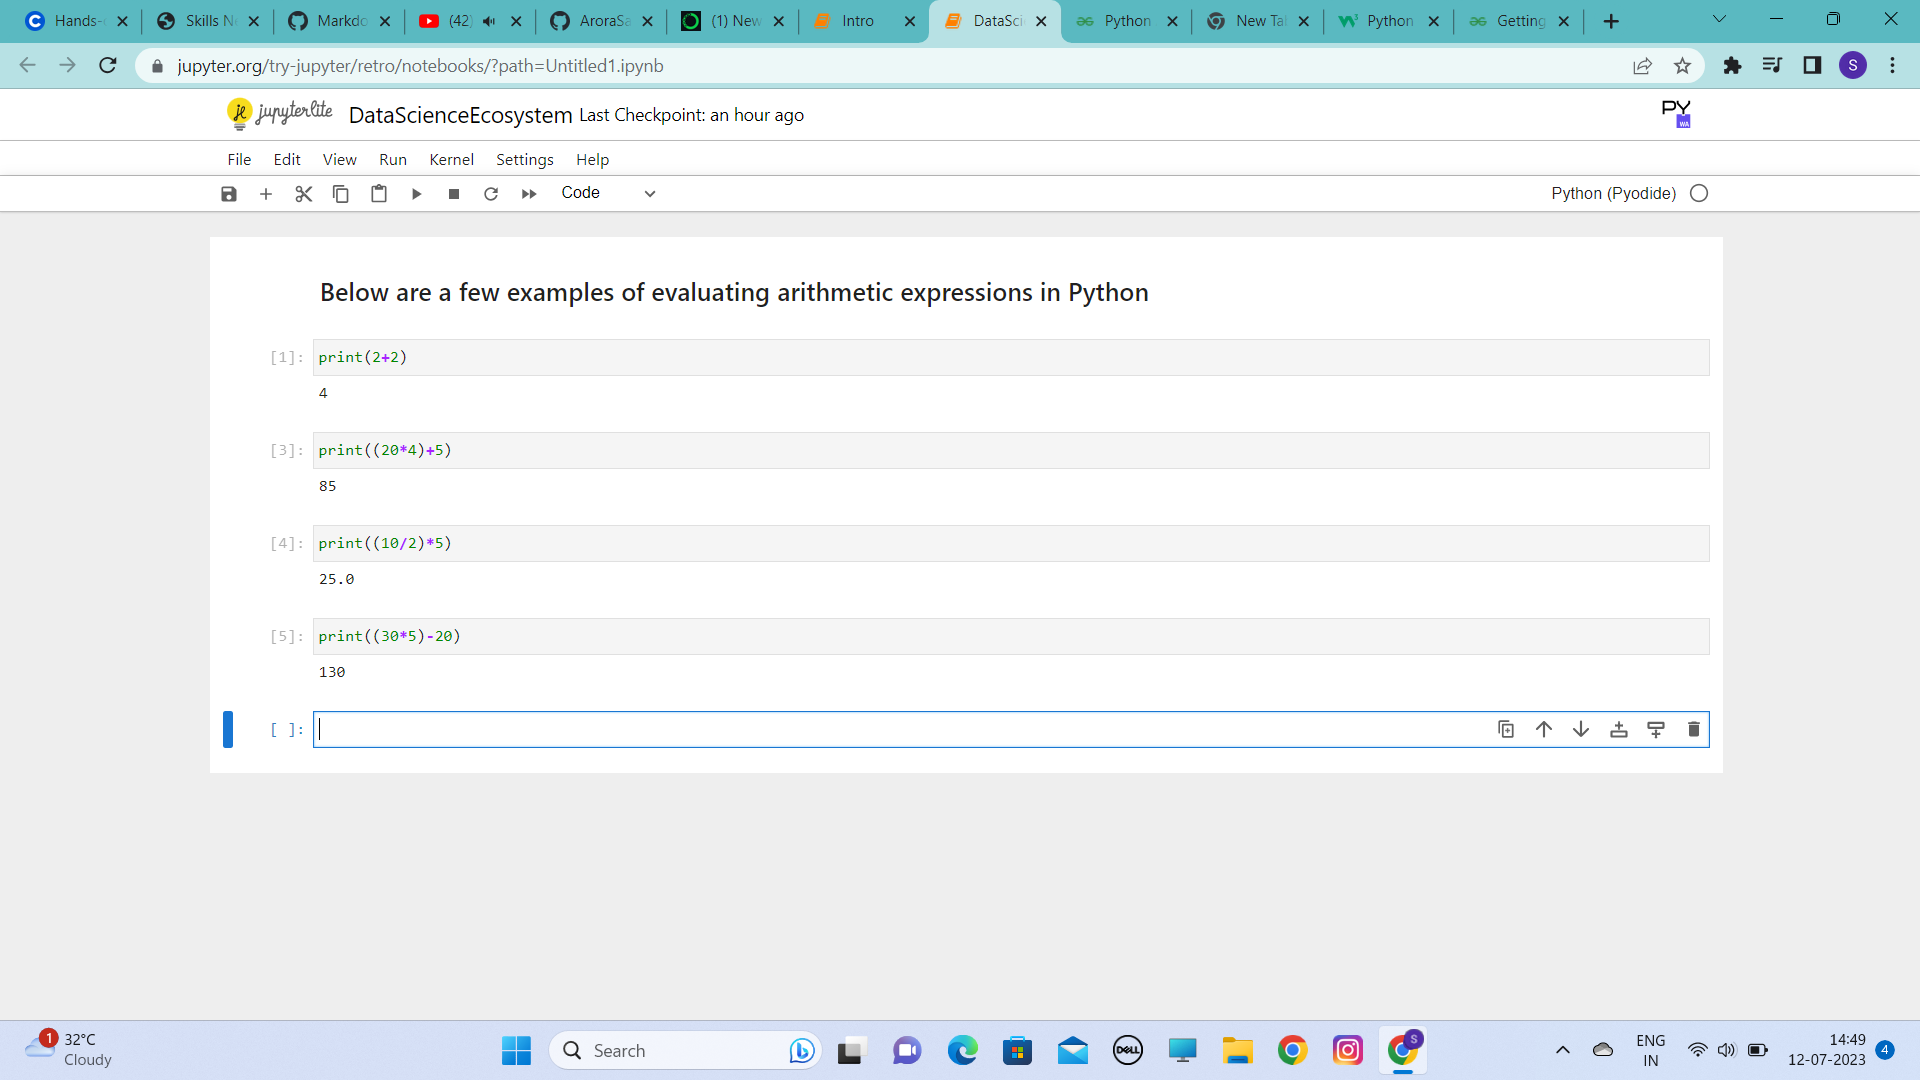 Hands-
Skills N
Markdo
(42)
AroraSa
(1) New
Intro
DataSci
Python
New Ta
Python
Getting
jupyter.org/try-jupyter/retro/notebooks/?path=Untitled1.ipynb
S
jupyterlite
DataScienceEcosystem Last Checkpoint: an hour ago
PY
WA
File Edit View Run Kernel Settings Help
Code
Python (Pyodide)
Below are a few examples of evaluating arithmetic expressions in Python
[1]: print(2+2)
4
[3]: print((20*4)+5)
85
[4]: print((10/2)*5)
25.0
[5]: print((30*5)-20)
130
[ ]:
1
32°C
Cloudy
Search
DELL
S
ENG
IN
14:49
12-07-2023
4